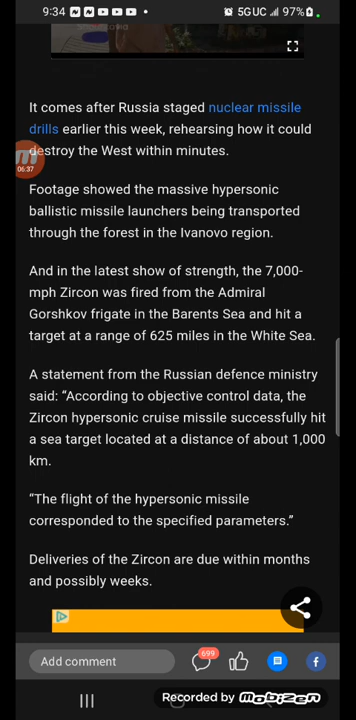 9:34
5GUC
97%
It comes after Russia staged nuclear missile
drills earlier this week, rehearsing how it could
destroy the West within minutes.
06:37
Footage showed the massive hypersonic
ballistic missile launchers being transported
through the forest in the Ivanovo region.
And in the latest show of strength, the 7,000-
mph Zircon was fired from the Admiral
Gorshkov frigate in the Barents Sea and hit a
target at a range of 625 miles in the White Sea.
A statement from the Russian defence ministry
said: “According to objective control data, the
Zircon hypersonic cruise missile successfully hit
a sea target located at a distance of about 1,000
km.
“The flight of the hypersonic missile
corresponded to the specified parameters.”
Deliveries of the Zircon are due within months
and possibly weeks.
Add comment
699
Recorded by mobizen